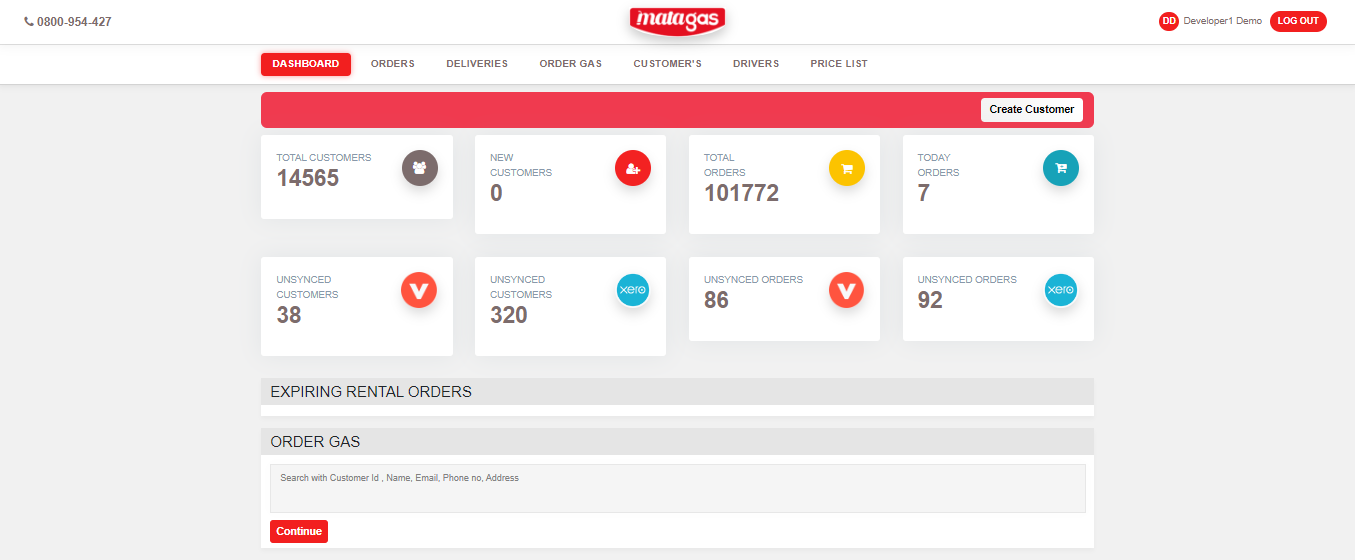 0800-954-427
matagas
DD Developer1 Demo LOG OUT
DASHBOARD ORDERS DELIVERIES ORDER GAS CUSTOMER'S DRIVERS PRICE LIST
Create Customer
TOTAL CUSTOMERS
14565
NEW
CUSTOMERS
0
TOTAL
ORDERS
101772
TODAY
ORDERS
7
UNSYNCED
CUSTOMERS
38
V
UNSYNCED
CUSTOMERS
320
xero
UNSYNCED ORDERS
86
V
UNSYNCED ORDERS
92
xero
EXPIRING RENTAL ORDERS
ORDER GAS
Search with Customer Id , Name, Email, Phone no, Address
Continue